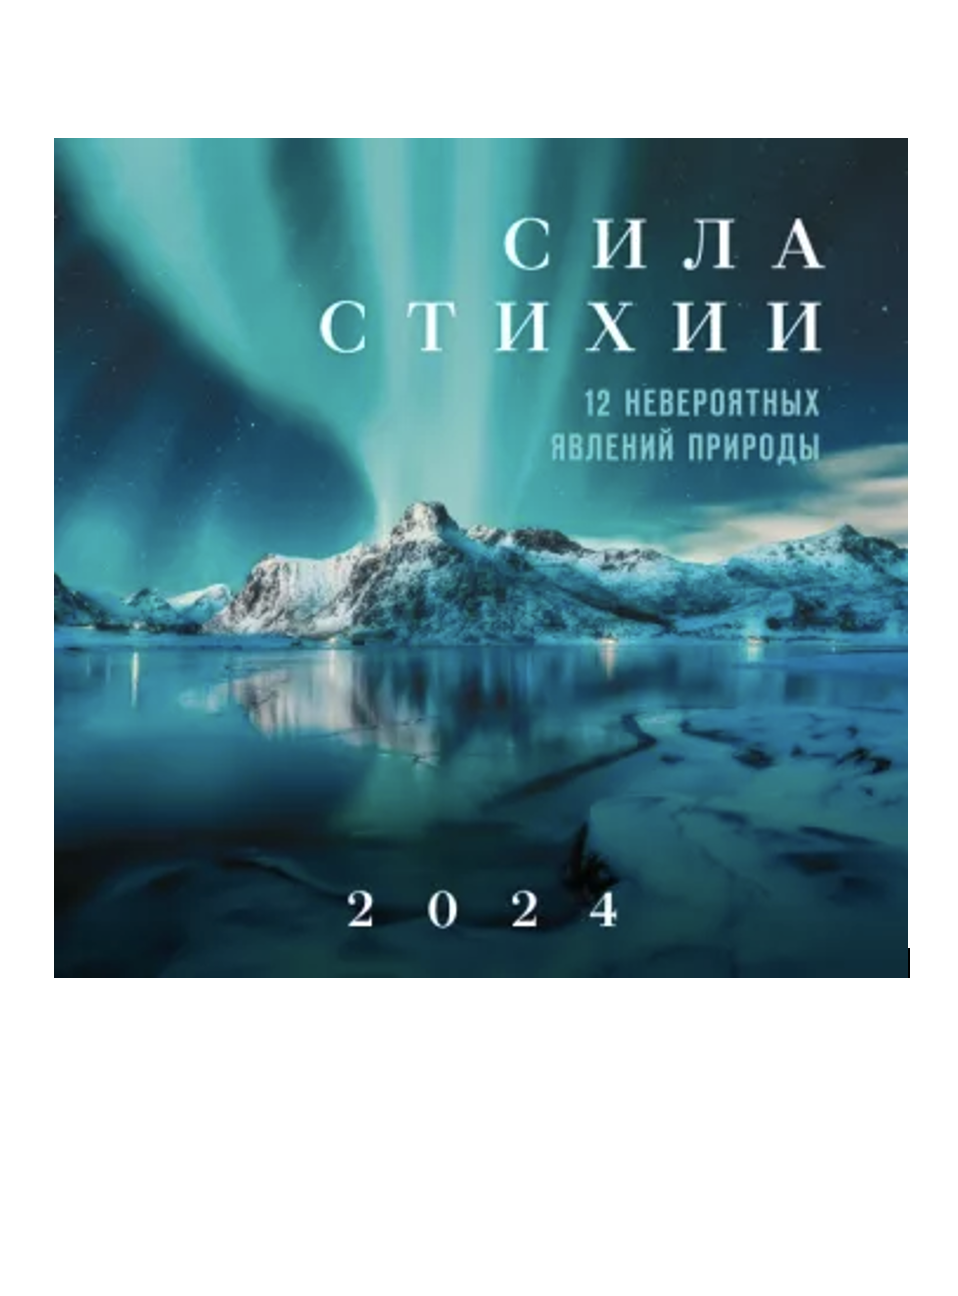 СИЛА
СТИХИИ
12 НЕВЕРОЯТНЫХ
ЯВЛЕНИЙ ПРИРОДЫ
2024